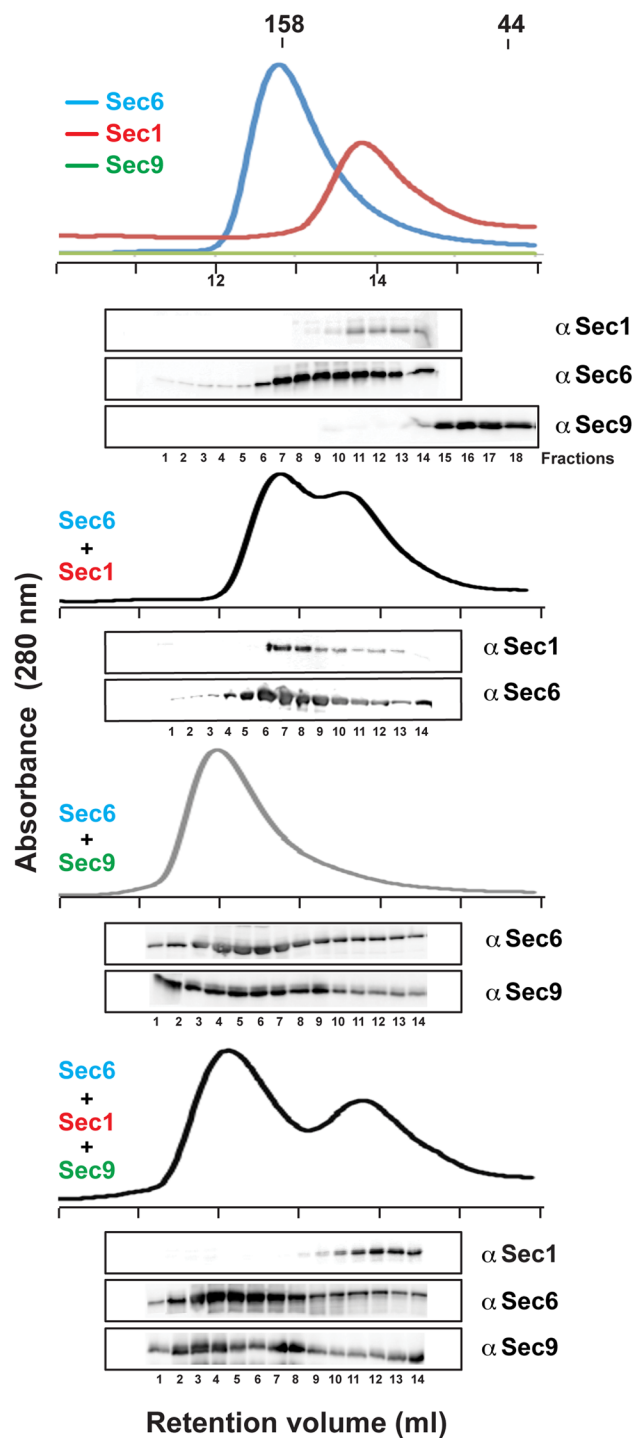 158 44
Sec6
Sec1
Sec9
12 14
α Sec1
α Sec6
α Sec9
1 2 3 4 5 6 7 8 9 10 11 12 13 14 15 16 17 18 Fractions
Sec6
+
Sec1
α Sec1
α Sec6
1 2 3 4 5 6 7 8 9 10 11 12 13 14
Absorbance (280 nm)
Sec6
+
Sec9
α Sec6
α Sec9
1 2 3 4 5 6 7 8 9 10 11 12 13 14
Sec6
+
Sec1
+
Sec9
α Sec1
α Sec6
α Sec9
1 2 3 4 5 6 7 8 9 10 11 12 13 14
Retention volume (ml)